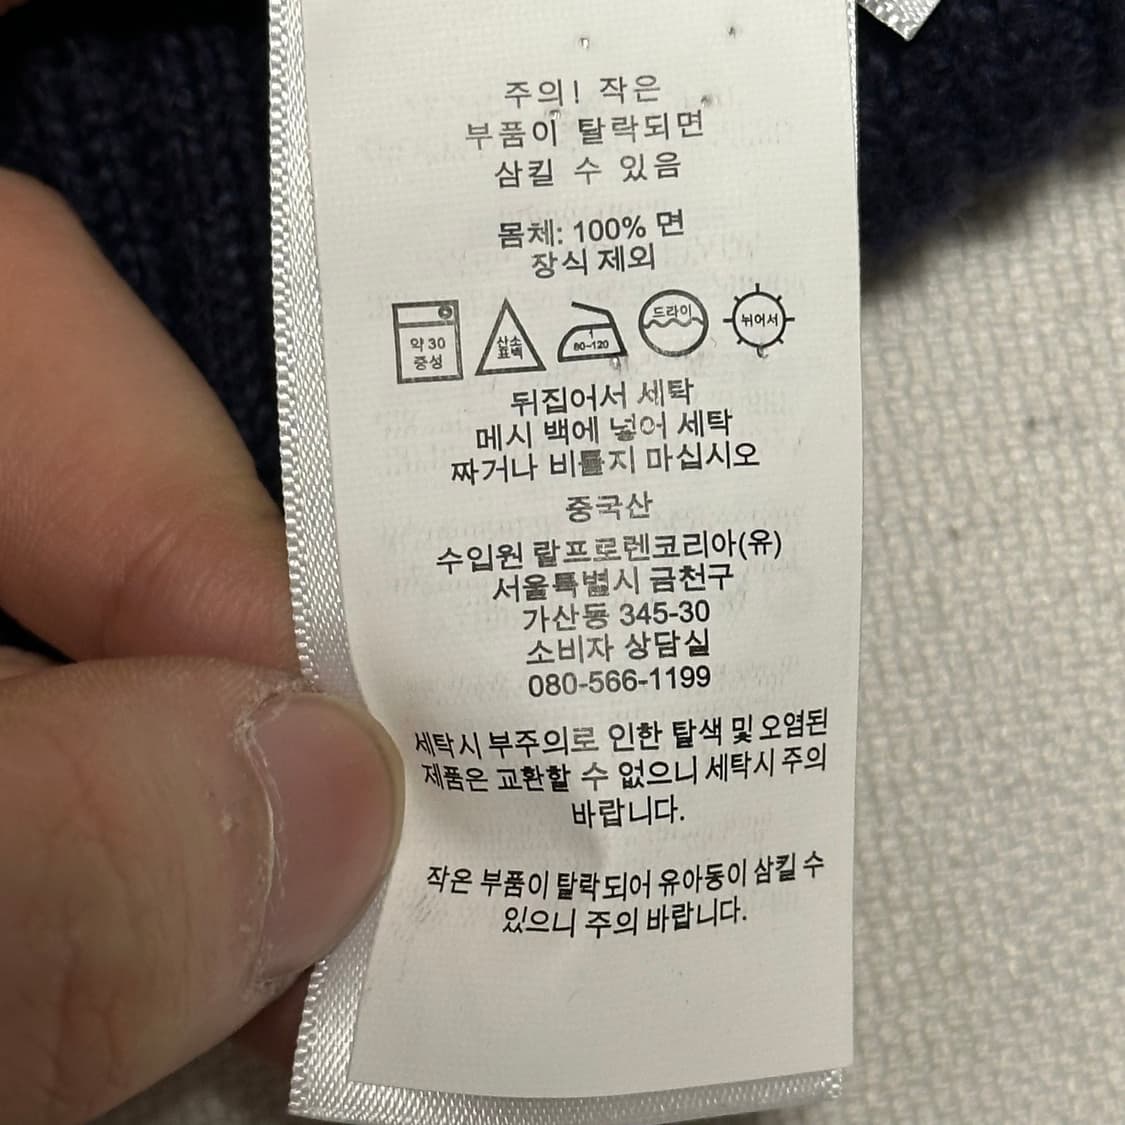 주의! 작은
부품이 탈락되면
삼킬 수 있음
몸체: 100% 면
장식 제외
약 30
중성
산소
표백
1
80~120
드라이
뉘어서
뒤집어서 세탁
메시 백에 넣어 세탁
짜거나 비틀지 마십시오
중국산
수입원 랄프로렌코리아(유)
서울특별시 금천구
가산동 345-30
소비자 상담실
080-566-1199
세탁시 부주의로 인한 탈색 및 오염된
제품은 교환할 수 없으니 세탁시 주의
바랍니다.
작은 부품이 탈락되어 유아동이 삼킬 수
있으니 주의 바랍니다.